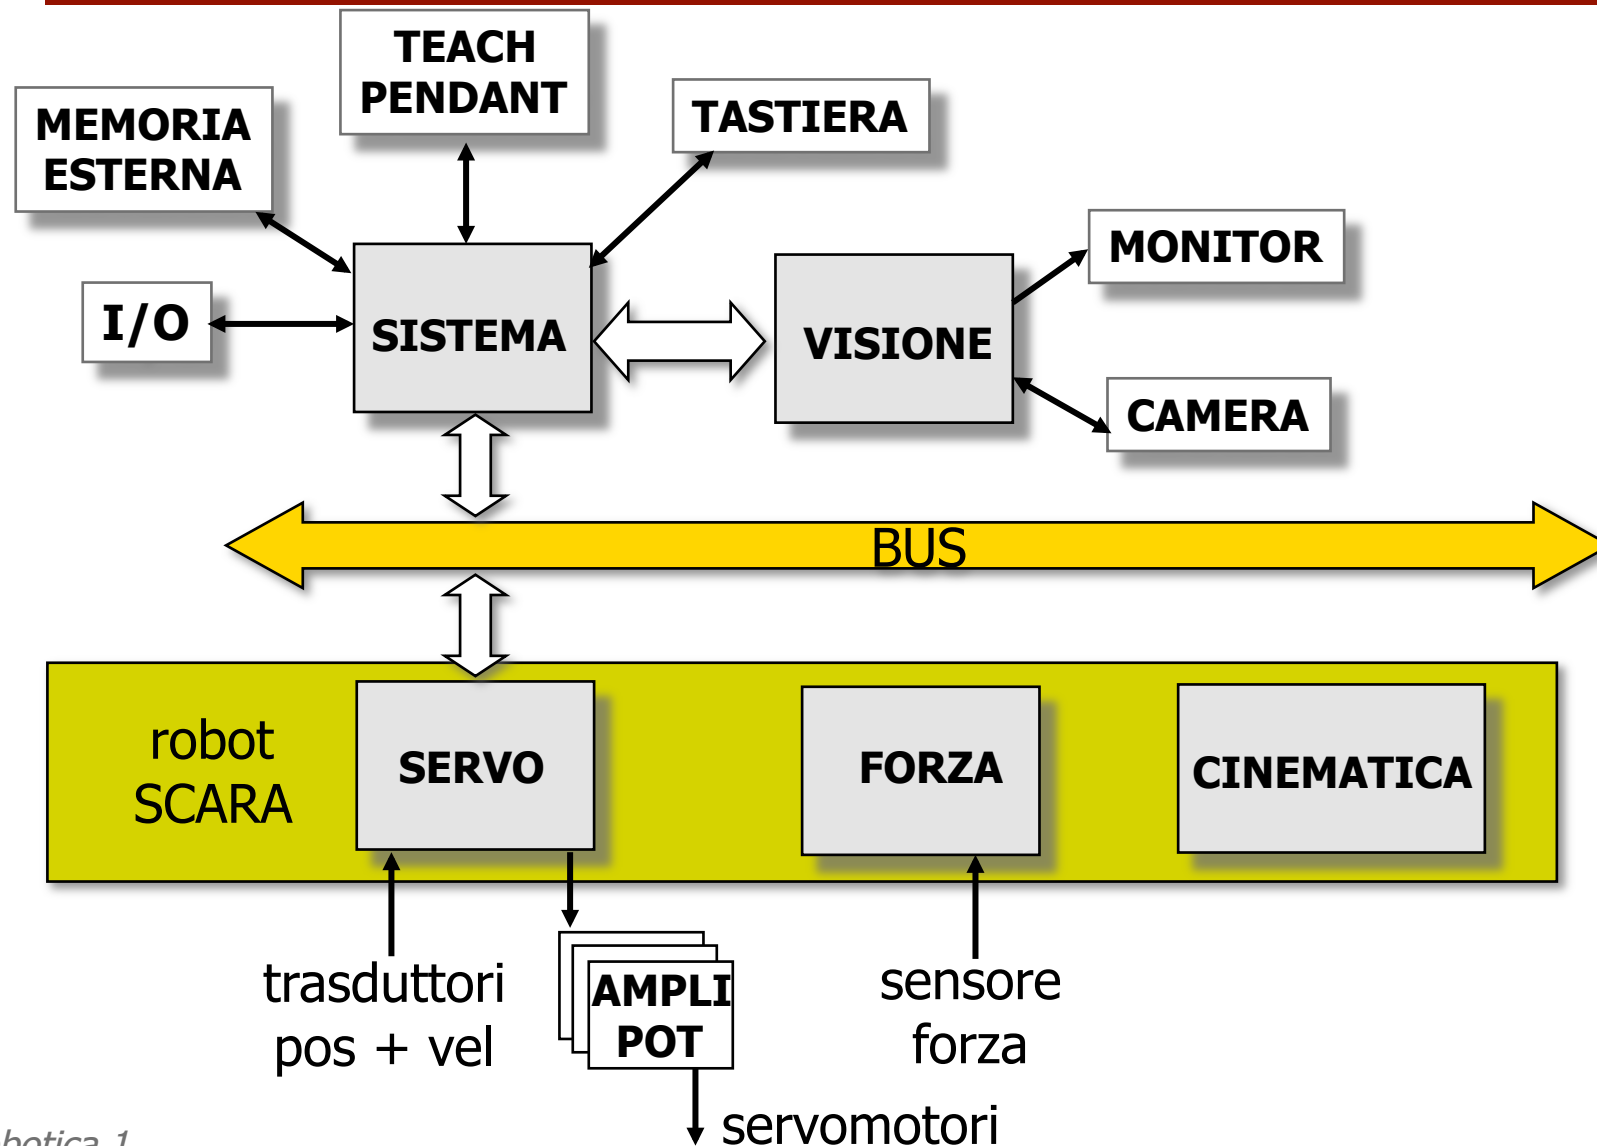 TEACH
PENDANT
MEMORIA
ESTERNA
TASTIERA
I/O
SISTEMA
VISIONE
MONITOR
CAMERA
BUS
robot
SCARA
SERVO
FORZA
CINEMATICA
trasduttori
pos + vel
AMPLI
POT
sensore
forza
servomotori